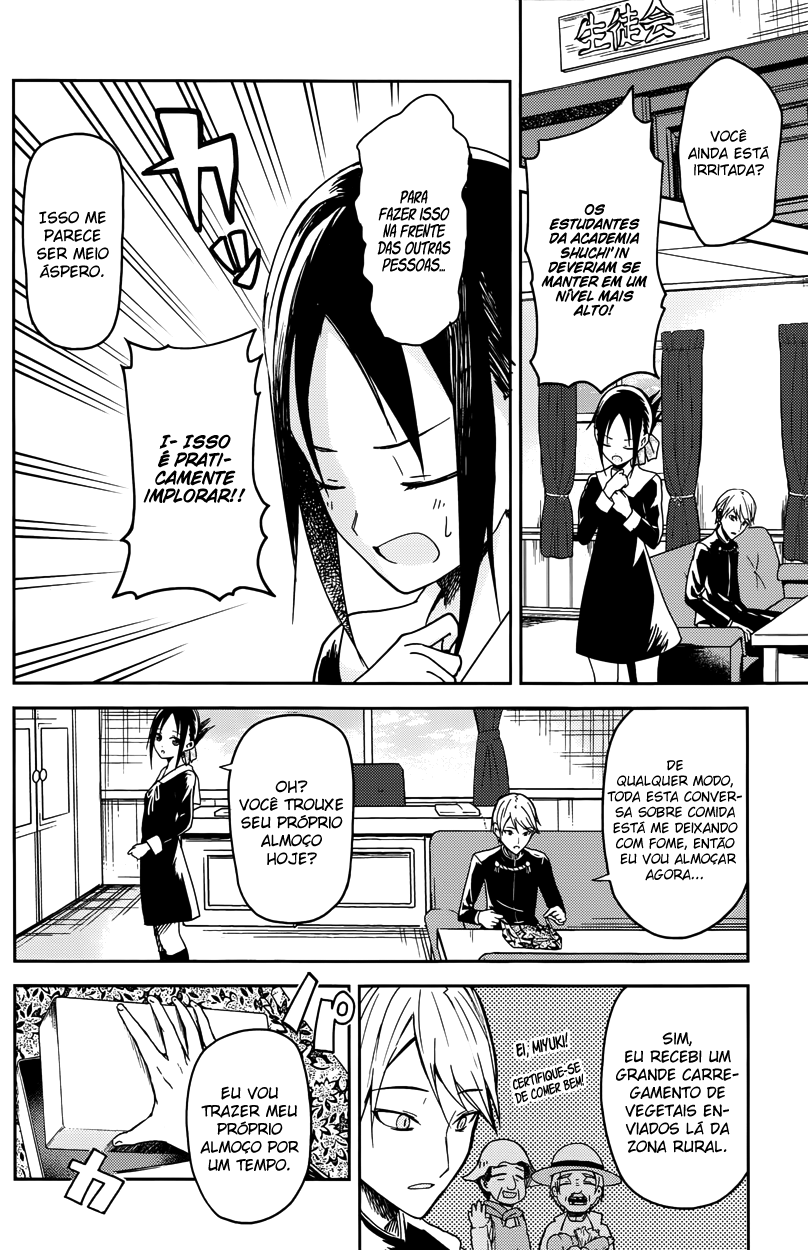 生徒会
VOCÊ
AINDA ESTÁ
IRRITADA?
OS
ESTUDANTES
DA ACADEMIA
SHUCHI'IN
DEVERIAM SE
MANTER EM UM
NÍVEL MAIS
ALTO!
PARA
FAZER ISSO
NA FRENTE
DAS OUTRAS
PESSOAS...
カッ
I- ISSO
É PRATI-
CAMENTE
IMPLORAR!!
ISSO ME
PARECE
SER MEIO
ÁSPERO.
DE
QUALQUER MODO,
TODA ESTA CONVER-
SA SOBRE COMIDA
ESTÁ ME DEIXANDO
COM FOME, ENTÃO
EU VOU ALMOÇAR
AGORA...
OH?
VOCÊ TROUXE
SEU PRÓPRIO
ALMOÇO
HOJE?
SIM,
EU RECEBI UM
GRANDE CARRE-
GAMENTO DE
VEGETAIS EN-
VIADOS LÁ DA
ZONA RURAL.
EI, MIYUKI!
CERTIFIQUE-SE
DE COMER BEM!
EU VOU
TRAZER MEU
PRÓPRIO
ALMOÇO POR
UM TEMPO.
パカ